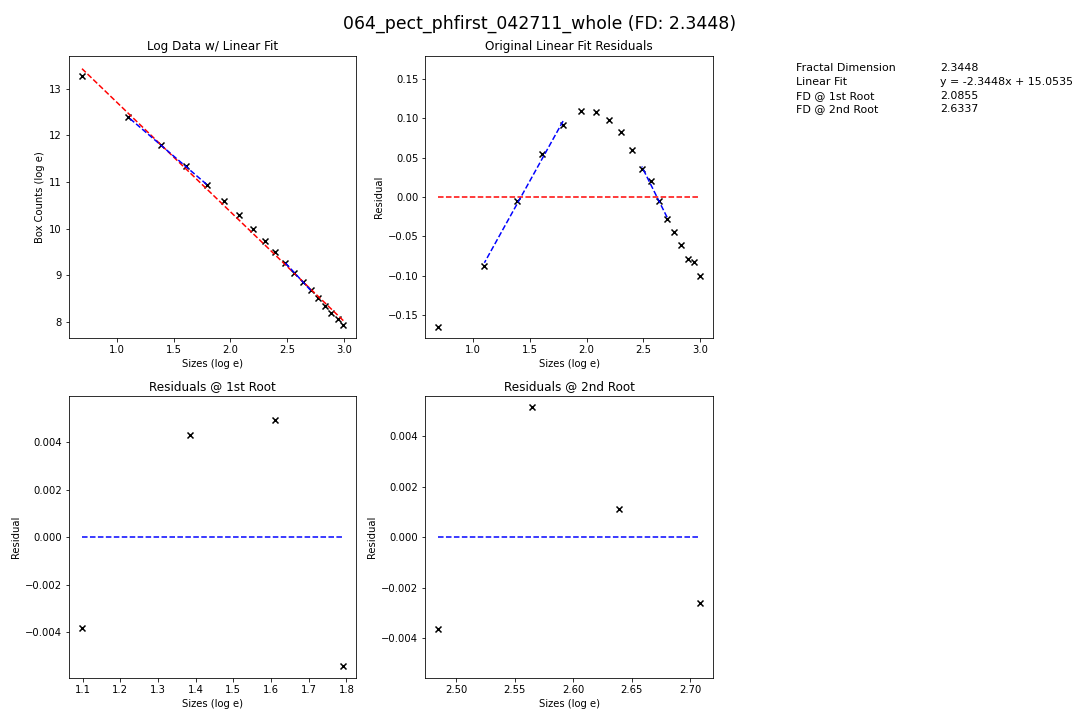 064_pect_phfirst_042711_whole (FD: 2.3448)
Log Data w/ Linear Fit
Box Counts (log e)
13
12
11
10
9
8
1.0 1.5 2.0 2.5 3.0
Sizes (log e)
Original Linear Fit Residuals
Residual
0.15
0.10
0.05
0.00
−0.05
−0.10
−0.15
1.0 1.5 2.0 2.5 3.0
Sizes (log e)
Fractal Dimension 2.3448
Linear Fit y = -2.3448x + 15.0535
FD @ 1st Root 2.0855
FD @ 2nd Root 2.6337
Residuals @ 1st Root
Residual
0.004
0.002
0.000
−0.002
−0.004
1.1 1.2 1.3 1.4 1.5 1.6 1.7 1.8
Sizes (log e)
Residuals @ 2nd Root
Residual
0.004
0.002
0.000
−0.002
−0.004
2.50 2.55 2.60 2.65 2.70
Sizes (log e)